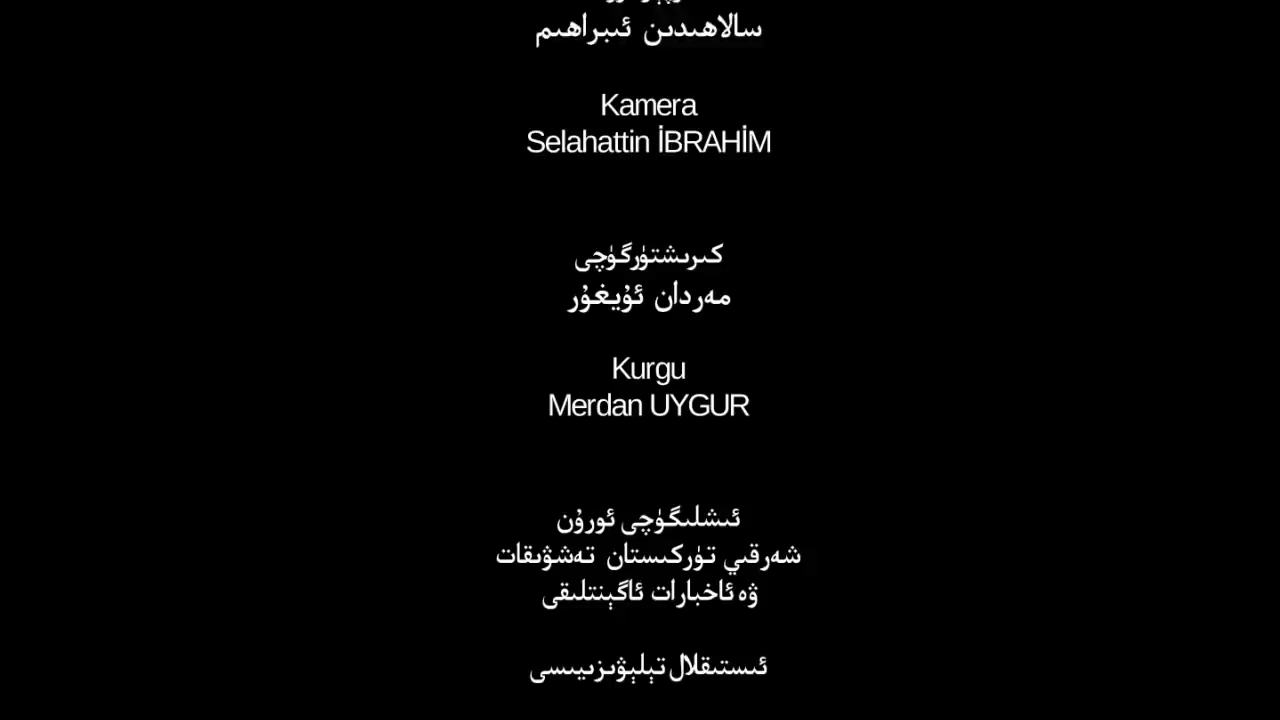 سالاھىدىن ئىبراھىم
Kamera
Selahattin İBRAHİM
كىرىشتۈرگۈچى
مەردان ئۇيغۇر
Kurgu
Merdan UYGUR
ئىشلىگۈچى ئورۇن
شەرقىي تۈركىستان تەشۋىقات
ۋە ئاخبارات ئاگېنتلىقى
ئىستىقلال تېلېۋىزىيىسى